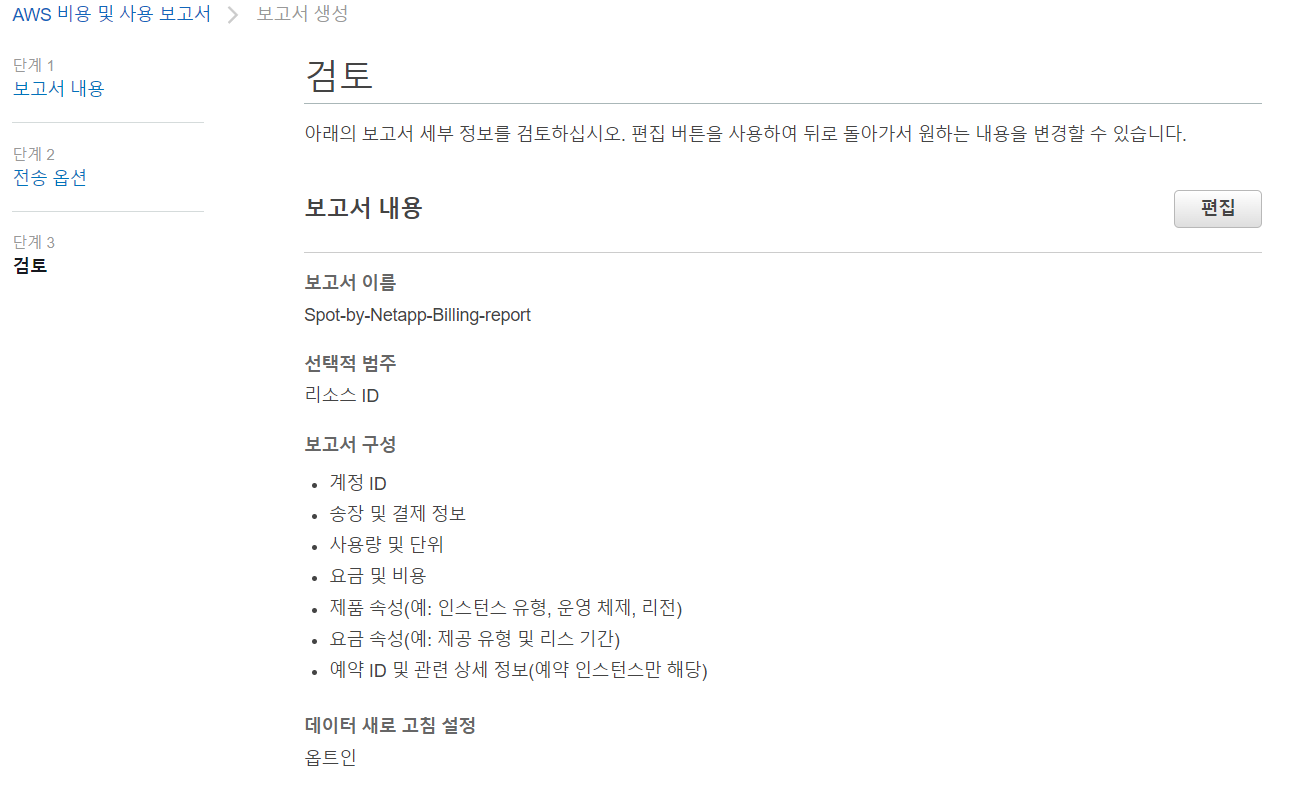 AWS 비용 및 사용 보고서 > 보고서 생성
단계 1
보고서 내용
단계 2
전송 옵션
단계 3
검토
검토
아래의 보고서 세부 정보를 검토하십시오. 편집 버튼을 사용하여 뒤로 돌아가서 원하는 내용을 변경할 수 있습니다.
보고서 내용
편집
보고서 이름
Spot-by-Netapp-Billing-report
선택적 범주
리소스 ID
보고서 구성
• 계정 ID
• 송장 및 결제 정보
• 사용량 및 단위
• 요금 및 비용
• 제품 속성(예: 인스턴스 유형, 운영 체제, 리전)
• 요금 속성(예: 제공 유형 및 리스 기간)
• 예약 ID 및 관련 상세 정보(예약 인스턴스만 해당)
데이터 새로 고침 설정
옵트인